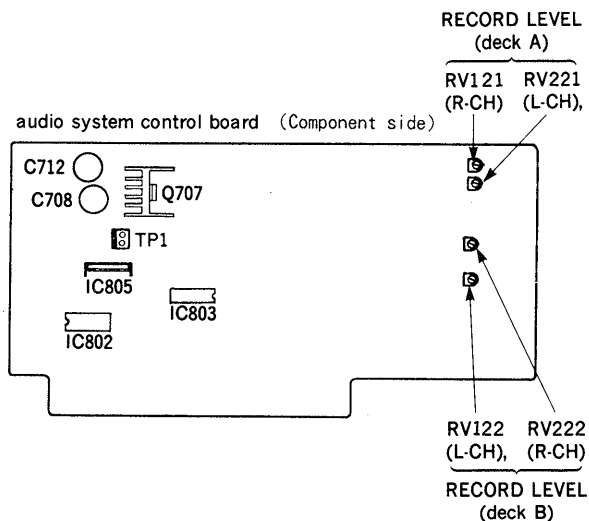 RECORD LEVEL
(deck A)
RV121 RV221
(R-CH) (L-CH),
audio system control board (Component side)
C712
C708
Q707
TP1
IC805
IC803
IC802
RV122 RV222
(L-CH), (R-CH)
RECORD LEVEL
(deck B)